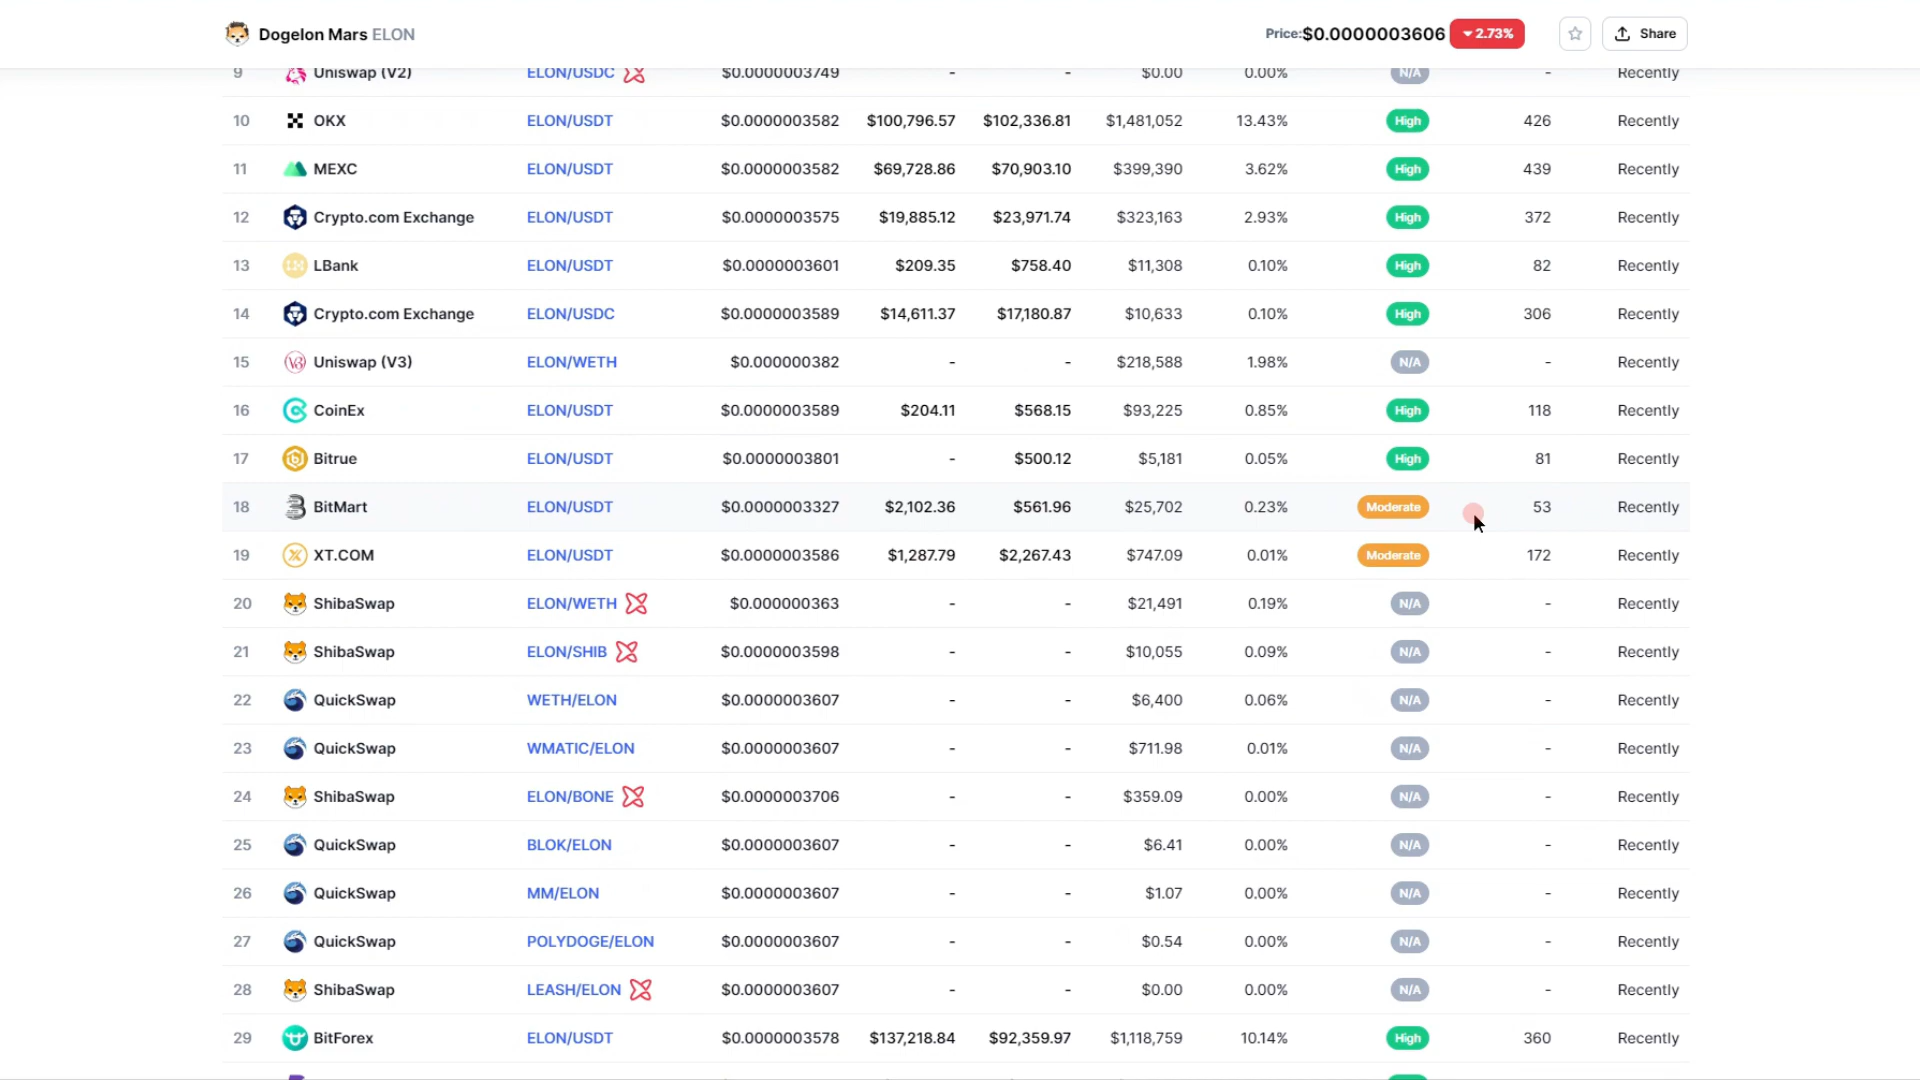 Dogelon Mars ELON Price:$0.0000003606 2.73% Share
9 Uniswap (V2) ELON/USDC $0.0000003749 - - $0.00 0.00% N/A - Recently
10 OKX ELON/USDT $0.0000003582 $100,796.57 $102,336.81 $1,481,052 13.43% High 426 Recently
11 MEXC ELON/USDT $0.0000003582 $69,728.86 $70,903.10 $399,390 3.62% High 439 Recently
12 Crypto.com Exchange ELON/USDT $0.0000003575 $19,885.12 $23,971.74 $323,163 2.93% High 372 Recently
13 LBank ELON/USDT $0.0000003601 $209.35 $758.40 $11,308 0.10% High 82 Recently
14 Crypto.com Exchange ELON/USDC $0.0000003589 $14,611.37 $17,180.87 $10,633 0.10% High 306 Recently
15 Uniswap (V3) ELON/WETH $0.000000382 - - $218,588 1.98% N/A - Recently
16 CoinEx ELON/USDT $0.0000003589 $204.11 $568.15 $93,225 0.85% High 118 Recently
17 Bitrue ELON/USDT $0.0000003801 - $500.12 $5,181 0.05% High 81 Recently
18 BitMart ELON/USDT $0.0000003327 $2,102.36 $561.96 $25,702 0.23% Moderate 53 Recently
19 XT.COM ELON/USDT $0.0000003586 $1,287.79 $2,267.43 $747.09 0.01% Moderate 172 Recently
20 ShibaSwap ELON/WETH $0.000000363 - - $21,491 0.19% N/A - Recently
21 ShibaSwap ELON/SHIB $0.0000003598 - - $10,055 0.09% N/A - Recently
22 QuickSwap WETH/ELON $0.0000003607 - - $6,400 0.06% N/A - Recently
23 QuickSwap WMATIC/ELON $0.0000003607 - - $711.98 0.01% N/A - Recently
24 ShibaSwap ELON/BONE $0.0000003706 - - $359.09 0.00% N/A - Recently
25 QuickSwap BLOK/ELON $0.0000003607 - - $6.41 0.00% N/A - Recently
26 QuickSwap MM/ELON $0.0000003607 - - $1.07 0.00% N/A - Recently
27 QuickSwap POLYDOGE/ELON $0.0000003607 - - $0.54 0.00% N/A - Recently
28 ShibaSwap LEASH/ELON $0.0000003607 - - $0.00 0.00% N/A - Recently
29 BitForex ELON/USDT $0.0000003578 $137,218.84 $92,359.97 $1,118,759 10.14% High 360 Recently